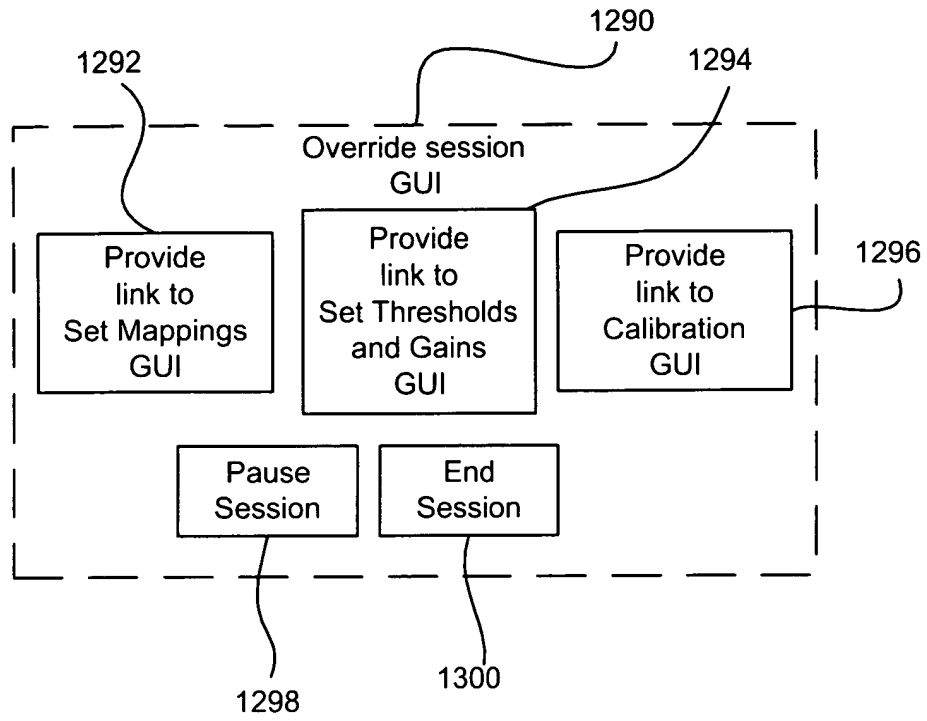 1290
1292
1294
Override session
GUI
Provide
link to
Set Mappings
GUI
Provide
link to
Set Thresholds
and Gains
GUI
Provide
link to
Calibration
GUI
1296
Pause
Session
End
Session
1298
1300